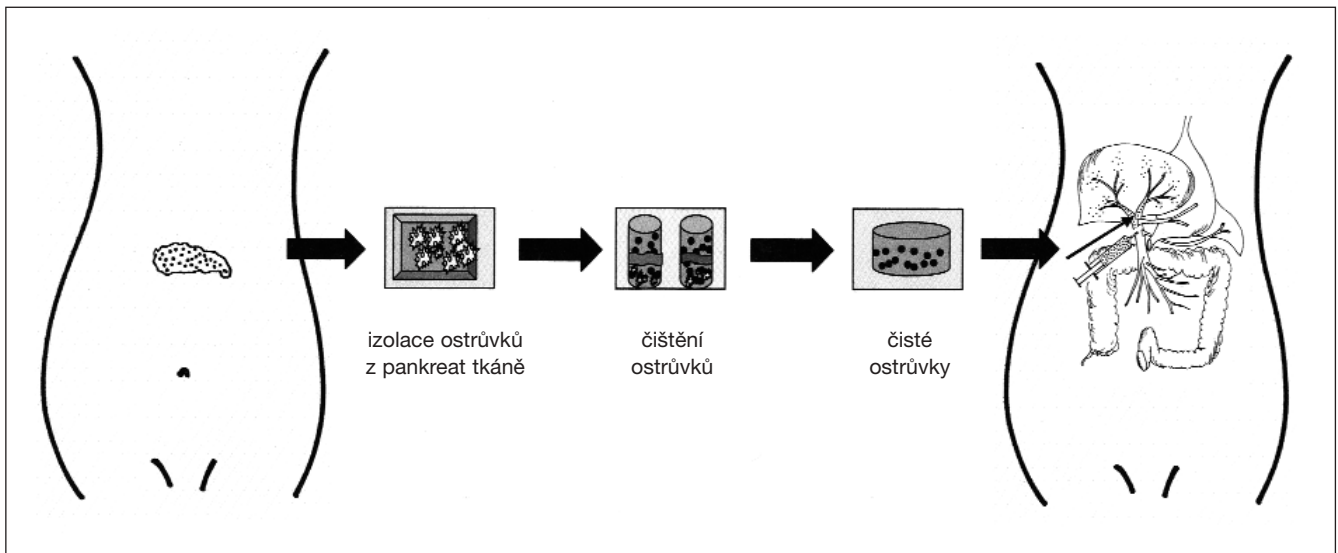 izolace ostrůvků
z pankreat tkáně
čištění
ostrůvků
čisté
ostrůvky